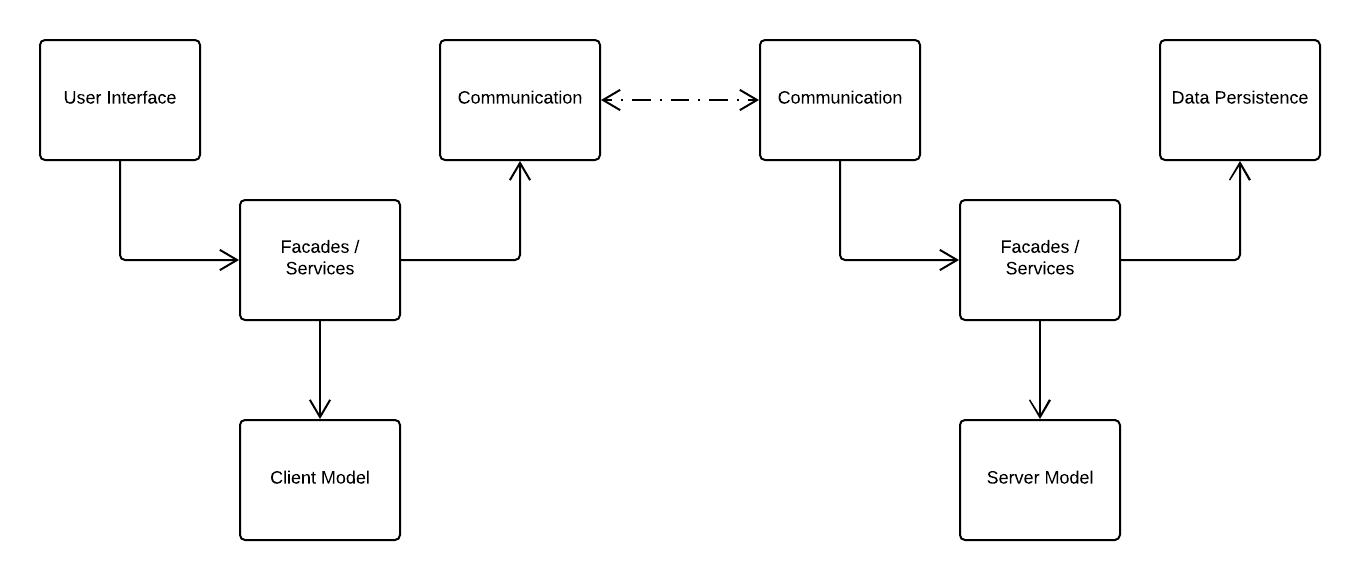 User Interface
Communication
Communication
Data Persistence
Facades /
Services
Facades /
Services
Client Model
Server Model